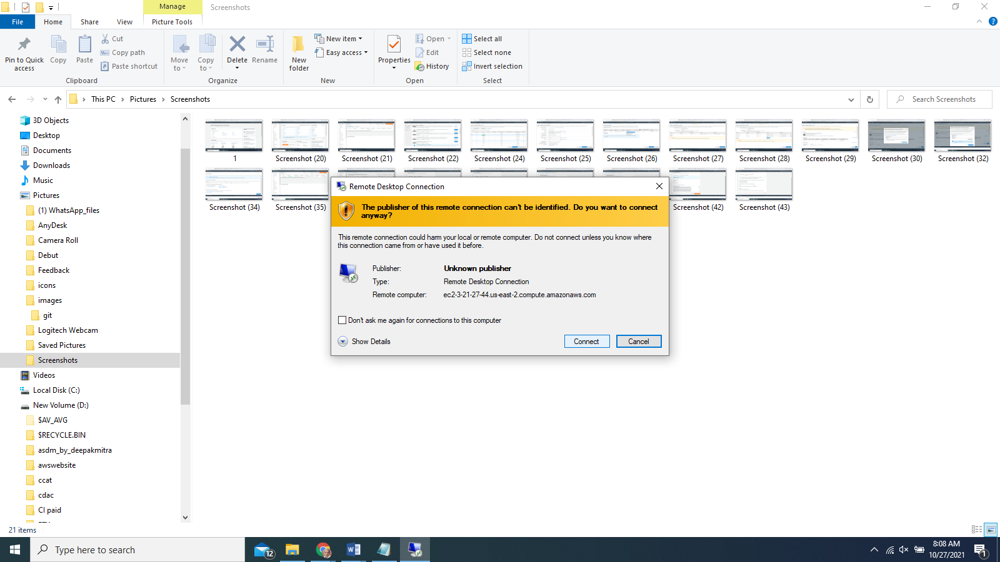 Manage
Screenshots
File
Home
Share
View
Picture Tools
Pin to Quick access
Copy
Paste
Cut
Copy path
Paste shortcut
Clipboard
Move to
Copy to
Delete
Rename
Organize
New folder
New item
Easy access
New
Properties
Open
Edit
History
Open
Select all
Select none
Invert selection
Select
This PC
Pictures
Screenshots
Search Screenshots
3D Objects
Desktop
Documents
Downloads
Music
Pictures
(1) WhatsApp_files
AnyDesk
Camera Roll
Debut
Feedback
icons
images
git
Logitech Webcam
Saved Pictures
Screenshots
Videos
Local Disk (C:)
New Volume (D:)
$AV_AVG
$RECYCLE.BIN
asdm_by_deepakmitra
awswebsite
ccat
cdac
CI paid
21 items
1
Screenshot (20)
Screenshot (21)
Screenshot (22)
Screenshot (24)
Screenshot (25)
Screenshot (26)
Screenshot (27)
Screenshot (28)
Screenshot (29)
Screenshot (30)
Screenshot (32)
Screenshot (34)
Screenshot (35)
Screenshot (42)
Screenshot (43)
Remote Desktop Connection
The publisher of this remote connection can't be identified. Do you want to connect
anyway?
This remote connection could harm your local or remote computer. Do not connect unless you know where
this connection came from or have used it before.
Publisher: Unknown publisher
Type: Remote Desktop Connection
Remote computer: ec2-3-21-27-44.us-east-2.compute.amazonaws.com
Don't ask me again for connections to this computer
Show Details
Connect
Cancel
Type here to search
12
8:08 AM
10/27/2021
1